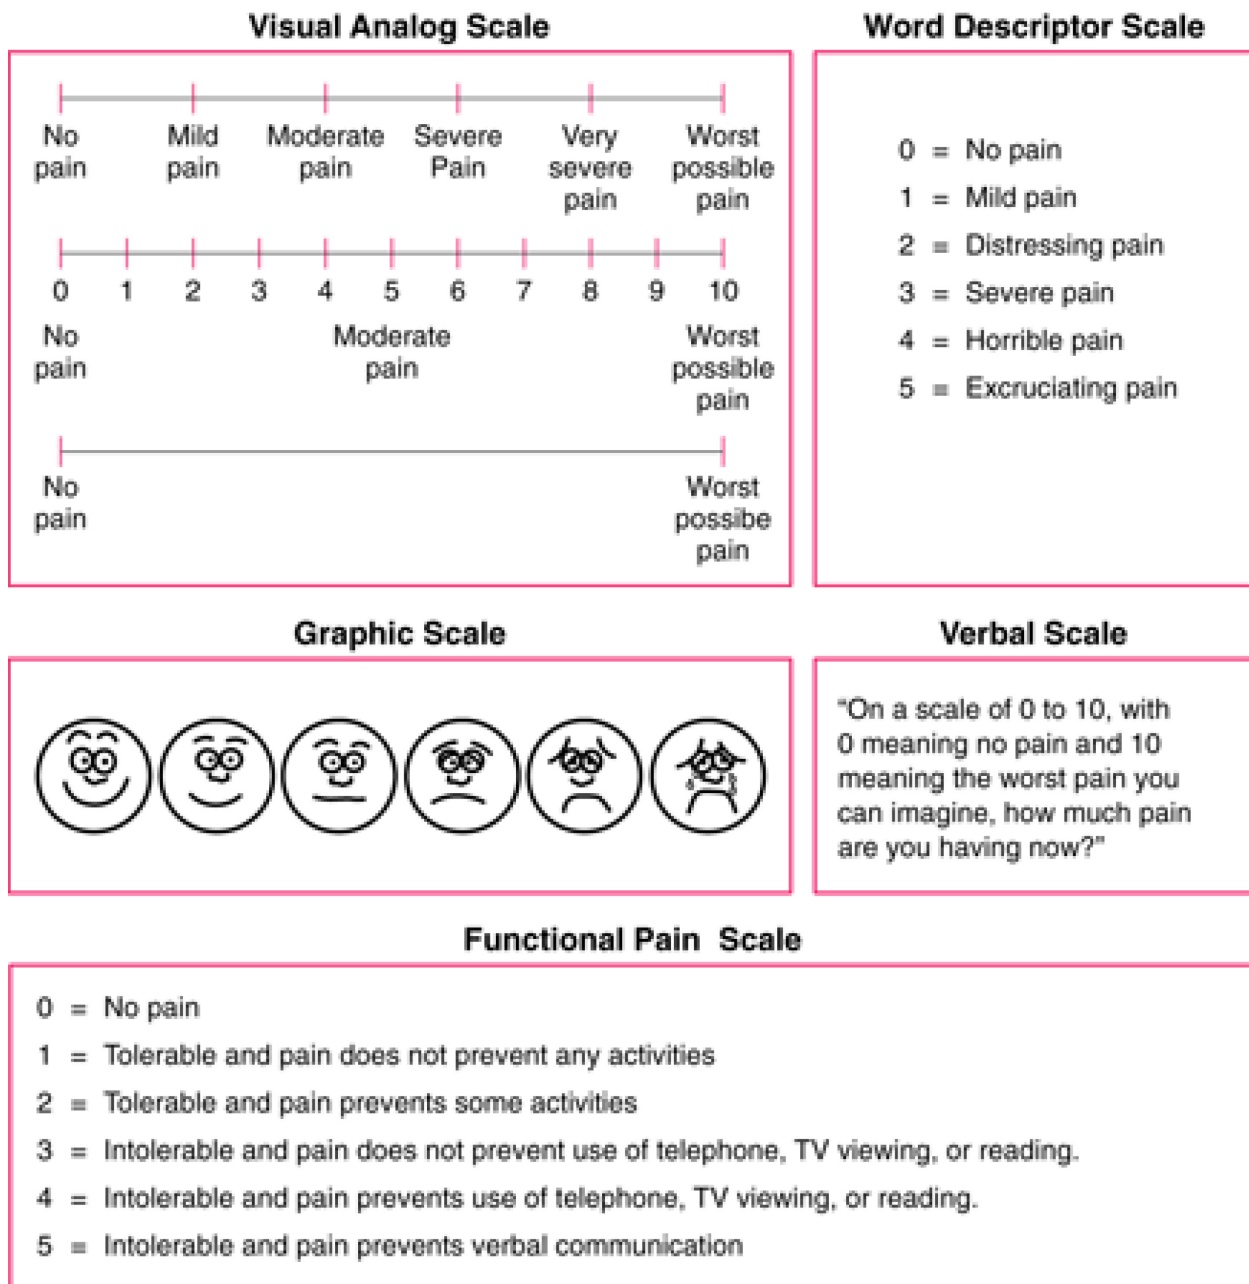 Visual Analog Scale
No pain
Mild pain
Moderate pain
Severe Pain
Very severe pain
Worst possible pain
0 1 2 3 4 5 6 7 8 9 10
No pain
Moderate pain
Worst possible pain
No pain
Worst possibe pain
Word Descriptor Scale
0 = No pain
1 = Mild pain
2 = Distressing pain
3 = Severe pain
4 = Horrible pain
5 = Excruciating pain
Graphic Scale
Verbal Scale
“On a scale of 0 to 10, with
0 meaning no pain and 10
meaning the worst pain you
can imagine, how much pain
are you having now?”
Functional Pain Scale
0 = No pain
1 = Tolerable and pain does not prevent any activities
2 = Tolerable and pain prevents some activities
3 = Intolerable and pain does not prevent use of telephone, TV viewing, or reading.
4 = Intolerable and pain prevents use of telephone, TV viewing, or reading.
5 = Intolerable and pain prevents verbal communication